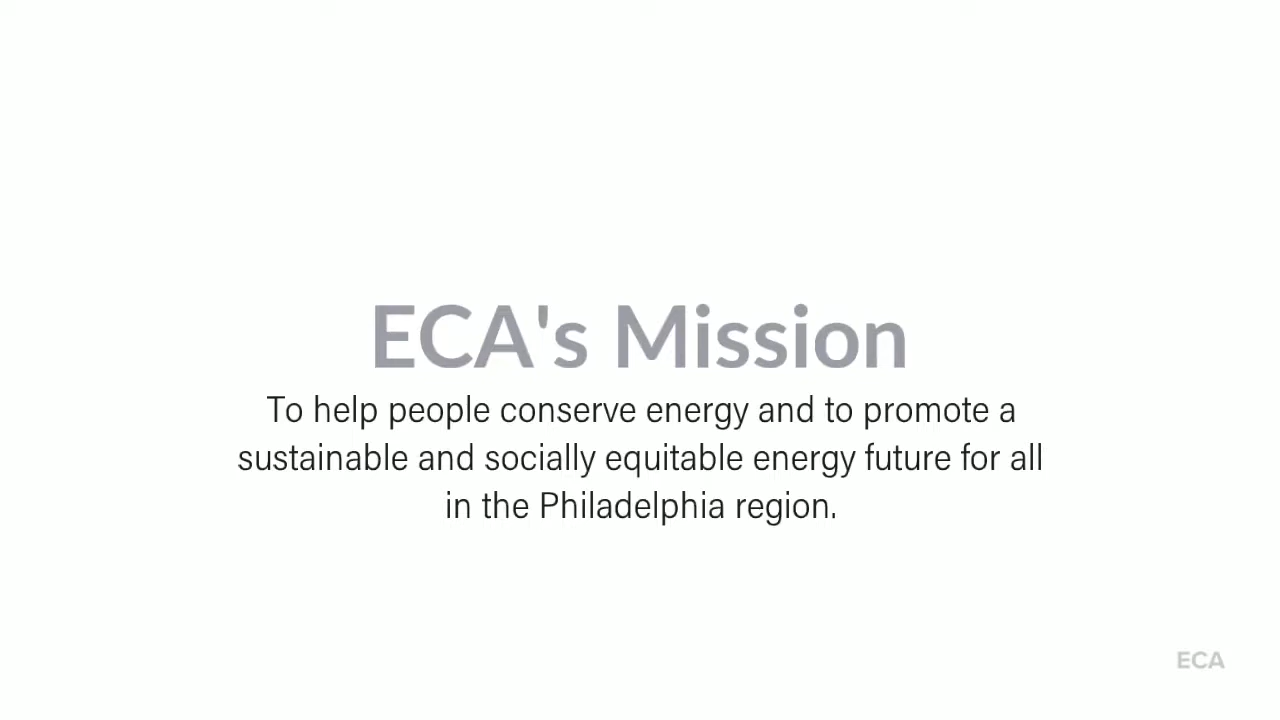 ECA's Mission
To help people conserve energy and to promote a
sustainable and socially equitable energy future for all
in the Philadelphia region.
ECA